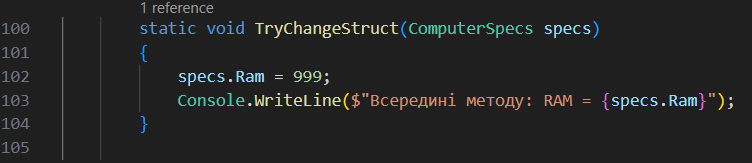 1 reference
100 static void TryChangeStruct(ComputerSpecs specs)
101 {
102 specs.Ram = 999;
103 Console.WriteLine($"Всередині методу: RAM = {specs.Ram}");
104 }
105